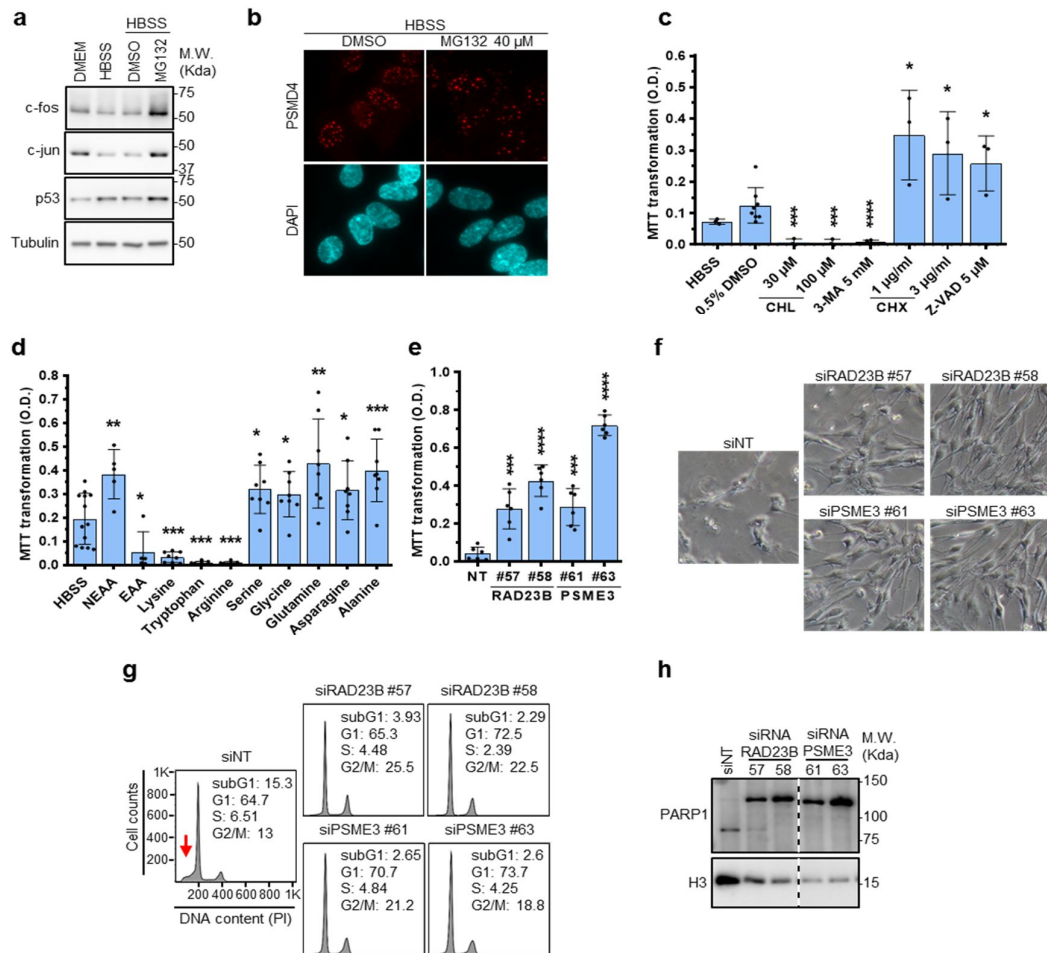 a
HBSS
DMEM
HBSS
DMSO
MG132
M.W.
(Kda)
c-fos
75
50
c-jun
50
37
p53
75
50
Tubulin
50
b
HBSS
DMSO
MG132 40 µM
PSMD4
DAPI
c
MTT transformation (O.D.)
0.6
0.5
0.4
0.3
0.2
0.1
0.0
***
***
****
*
*
*
HBSS
0.5% DMSO
30 µM
100 µM
3-MA 5 mM
1 µg/ml
3 µg/ml
Z-VAD 5 µM
CHL
CHX
d
MTT transformation (O.D.)
0.8
0.7
0.6
0.5
0.4
0.3
0.2
0.1
0.0
**
*
***
***
***
*
*
**
*
***
HBSS
NEAA
EAA
Lysine
Tryptophan
Arginine
Serine
Glycine
Glutamine
Asparagine
Alanine
e
MTT transformation (O.D.)
1.0
0.8
0.6
0.4
0.2
0.0
***
****
***
****
NT
#57
#58
#61
#63
RAD23B
PSME3
f
siNT
siRAD23B #57
siRAD23B #58
siPSME3 #61
siPSME3 #63
g
siNT
Cell counts
1K
800
600
400
200
subG1: 15.3
G1: 64.7
S: 6.51
G2/M: 13
200 400 600 800 1K
DNA content (PI)
siRAD23B #57
subG1: 3.93
G1: 65.3
S: 4.48
G2/M: 25.5
siRAD23B #58
subG1: 2.29
G1: 72.5
S: 2.39
G2/M: 22.5
siPSME3 #61
subG1: 2.65
G1: 70.7
S: 4.84
G2/M: 21.2
siPSME3 #63
subG1: 2.6
G1: 73.7
S: 4.25
G2/M: 18.8
h
siNT
siRNA
RAD23B
57 58
siRNA
PSME3
61 63
M.W.
(Kda)
PARP1
150
100
75
H3
15